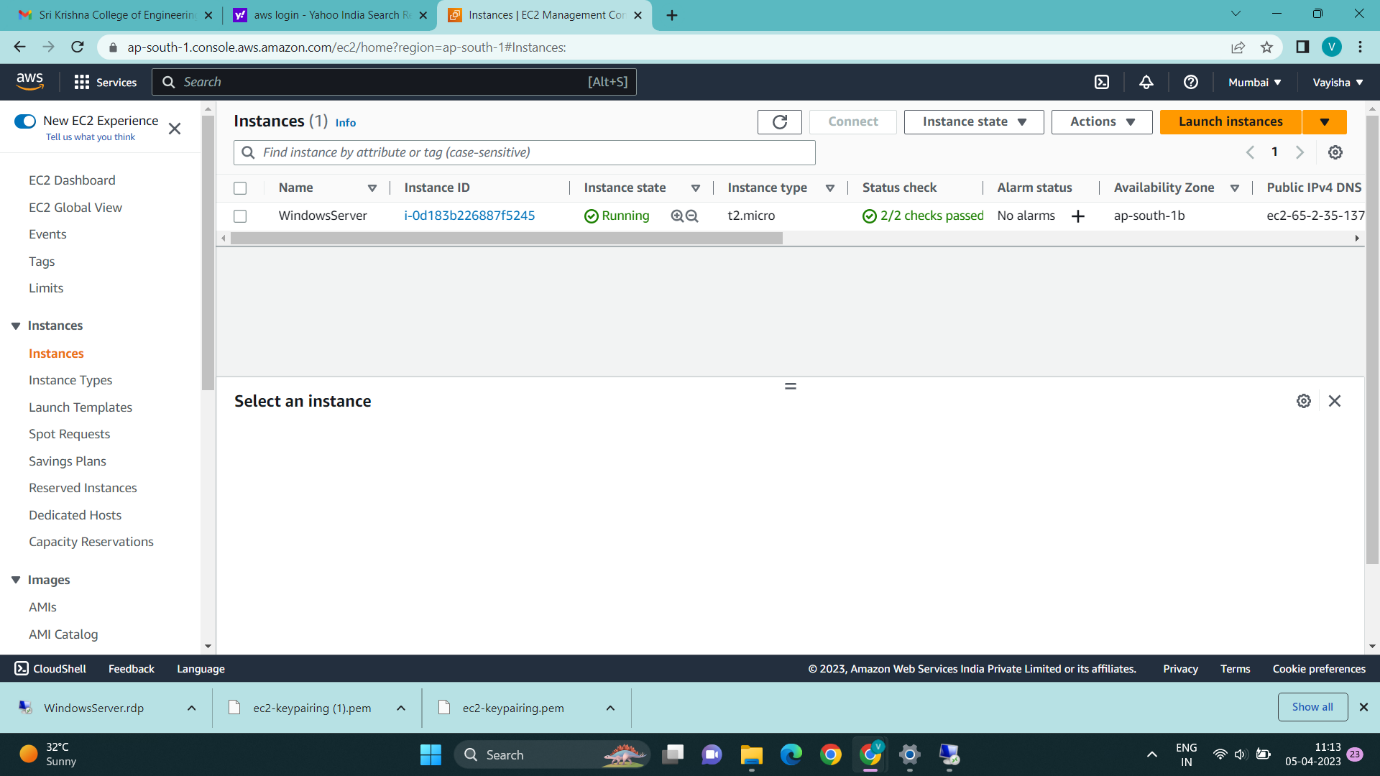 Sri Krishna College of Engineering
aws login - Yahoo India Search Re
Instances | EC2 Management Con
ap-south-1.console.aws.amazon.com/ec2/home?region=ap-south-1#Instances:
V
aws
Services
Search
[Alt+S]
Mumbai
Vayisha
New EC2 Experience
Tell us what you think
EC2 Dashboard
EC2 Global View
Events
Tags
Limits
Instances
Instances
Instance Types
Launch Templates
Spot Requests
Savings Plans
Reserved Instances
Dedicated Hosts
Capacity Reservations
Images
AMIs
AMI Catalog
Instances (1) Info
Connect
Instance state
Actions
Launch instances
Find instance by attribute or tag (case-sensitive)
1
Name Instance ID Instance state Instance type Status check Alarm status Availability Zone Public IPv4 DNS
WindowsServer i-0d183b226887f5245 Running t2.micro 2/2 checks passed No alarms ap-south-1b ec2-65-2-35-137
Select an instance
CloudShell Feedback Language © 2023, Amazon Web Services India Private Limited or its affiliates. Privacy Terms Cookie preferences
WindowsServer.rdp
ec2-keypairing (1).pem
ec2-keypairing.pem
Show all
32°C
Sunny
Search
ENG
IN
11:13
05-04-2023
23